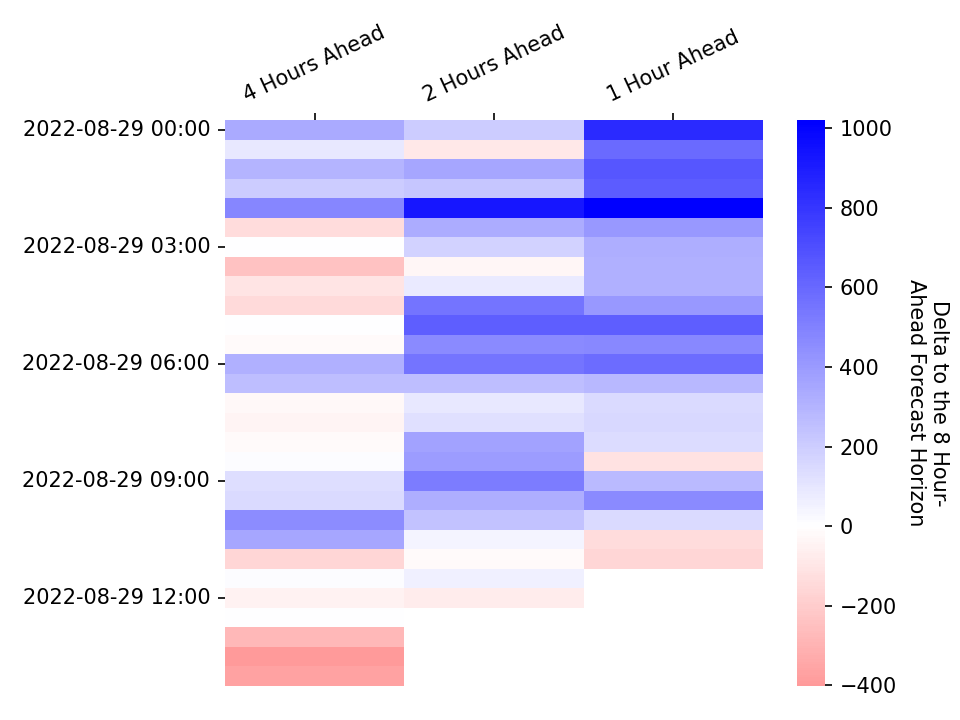 4 Hours Ahead
2 Hours Ahead
1 Hour Ahead
2022-08-29 00:00
2022-08-29 03:00
2022-08-29 06:00
2022-08-29 09:00
2022-08-29 12:00
1000
800
600
400
200
0
−200
−400
Delta to the 8 Hour-
Ahead Forecast Horizon